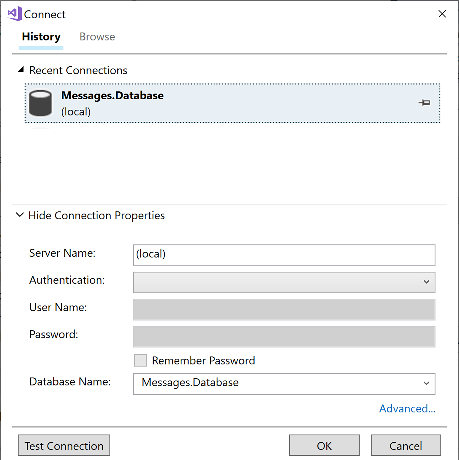 Connect
History Browse
Recent Connections
Messages.Database
(local)
Hide Connection Properties
Server Name: (local)
Authentication:
User Name:
Password:
Remember Password
Database Name: Messages.Database
Advanced...
Test Connection OK Cancel